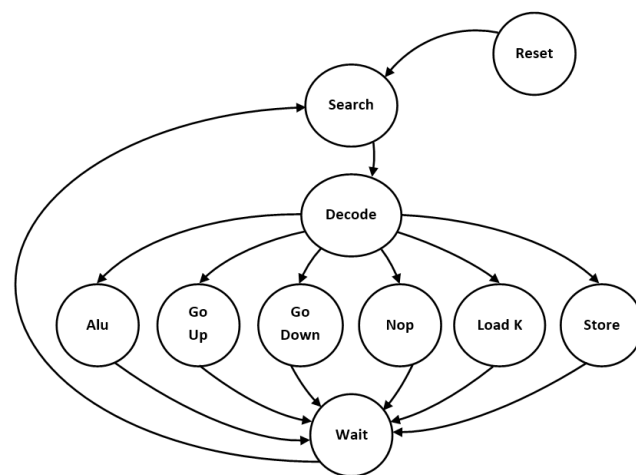 Reset
Search
Decode
Alu
Go
Up
Go
Down
Nop
Load K
Store
Wait